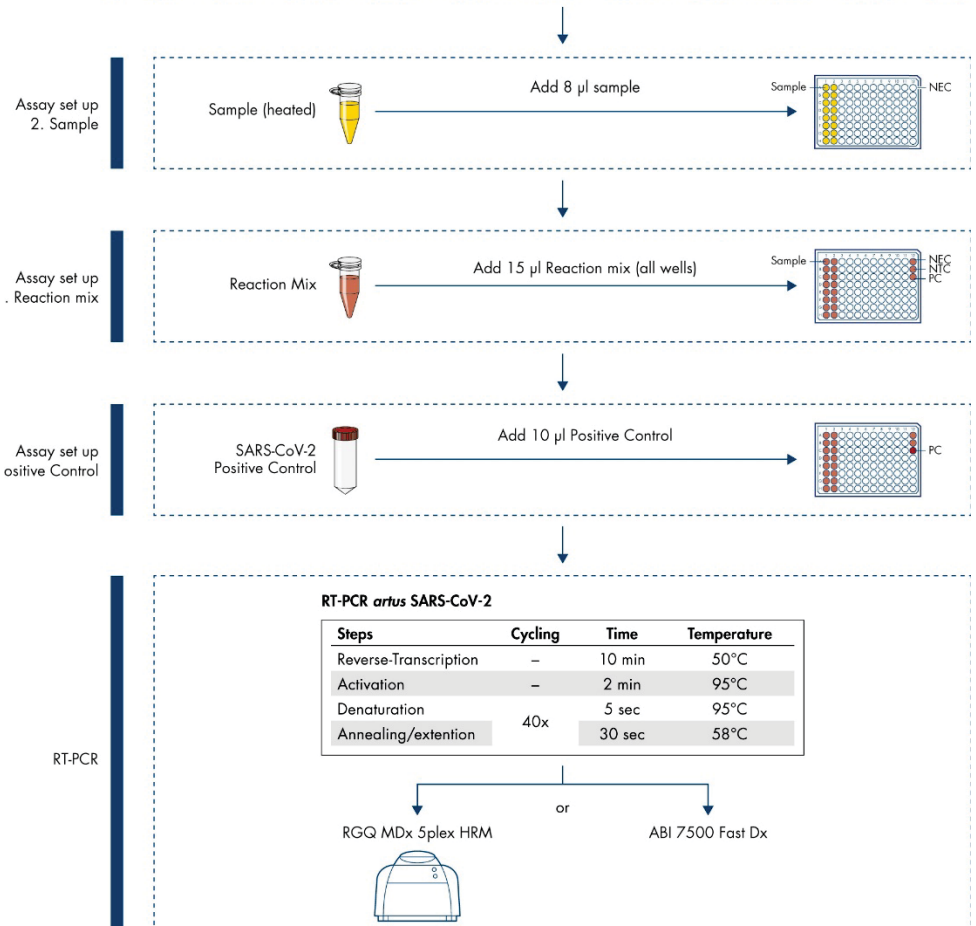 Assay set up
2. Sample
Sample (heated)
Add 8 µl sample
Sample
NEC
Assay set up
. Reaction mix
Reaction Mix
Add 15 µl Reaction mix (all wells)
Sample
NEC
NTC
PC
Assay set up
ositive Control
SARS-CoV-2
Positive Control
Add 10 µl Positive Control
PC
RT-PCR
RT-PCR artus SARS-CoV-2
Steps Cycling Time Temperature
Reverse-Transcription – 10 min 50°C
Activation – 2 min 95°C
Denaturation 5 sec 95°C
40x
Annealing/extention 30 sec 58°C
or
RGQ MDx 5plex HRM
ABI 7500 Fast Dx